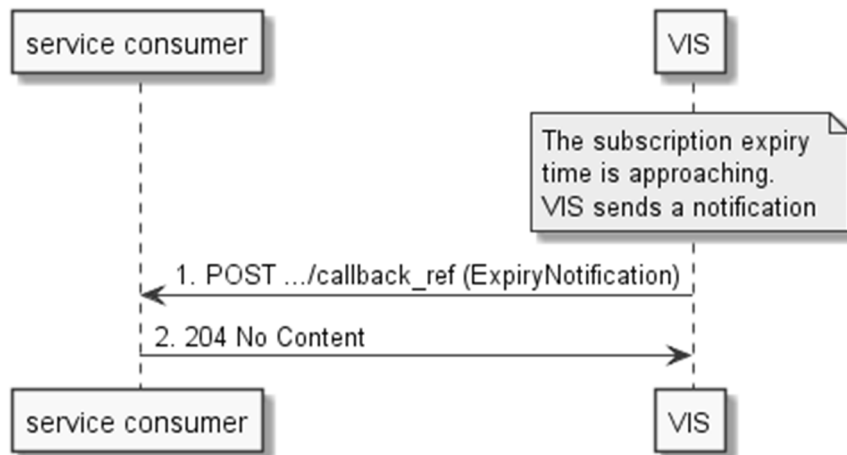 service consumer
VIS
The subscription expiry
time is approaching.
VIS sends a notification
1. POST .../callback_ref (ExpiryNotification)
2. 204 No Content
service consumer
VIS